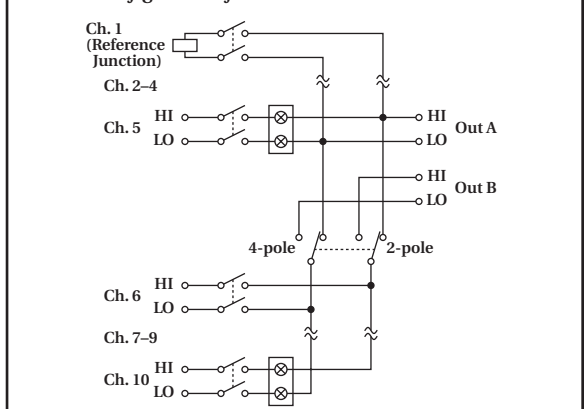 Ch. 1
(Reference
Junction)
Ch. 2–4
HI
HI
Ch. 5
Out A
LO
LO
HI
Out B
LO
4-pole
2-pole
HI
Ch. 6
LO
Ch. 7–9
HI
Ch. 10
LO